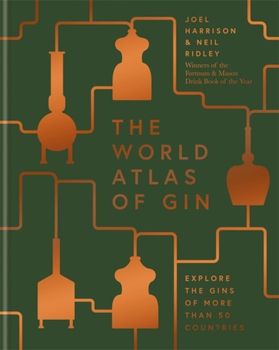 JOEL
HARRISON
& NEIL
RIDLEY
Winners of the
Fortnum & Mason
Drink Book of the Year
THE
WORLD
ATLAS
OF GIN
EXPLORE
THE GINS
OF MORE
THAN 50
COUNTRIES